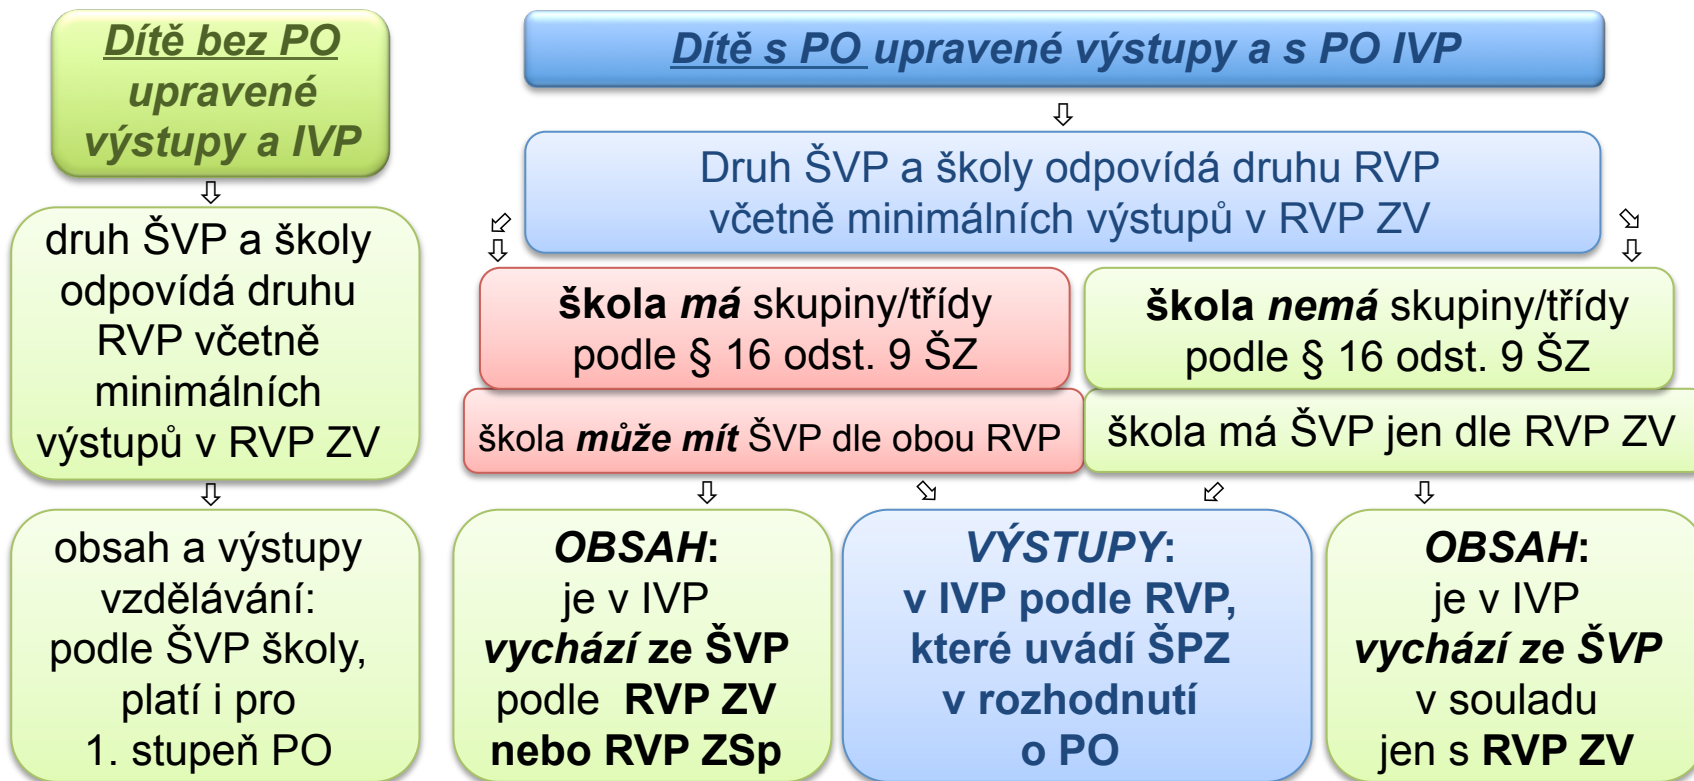 Dítě bez PO
upravené
výstupy a IVP
druh ŠVP a školy
odpovídá druhu
RVP včetně
minimálních
výstupů v RVP ZV
obsah a výstupy
vzdělávání:
podle ŠVP školy,
platí i pro
1. stupeň PO
Dítě s PO upravené výstupy a s PO IVP
Druh ŠVP a školy odpovídá druhu RVP
včetně minimálních výstupů v RVP ZV
škola má skupiny/třídy
podle § 16 odst. 9 ŠZ
škola může mít ŠVP dle obou RVP
škola nemá skupiny/třídy
podle § 16 odst. 9 ŠZ
škola má ŠVP jen dle RVP ZV
OBSAH:
je v IVP
vychází ze ŠVP
podle RVP ZV
nebo RVP ZSp
VÝSTUPY:
v IVP podle RVP,
které uvádí ŠPZ
v rozhodnutí
o PO
OBSAH:
je v IVP
vychází ze ŠVP
v souladu
jen s RVP ZV